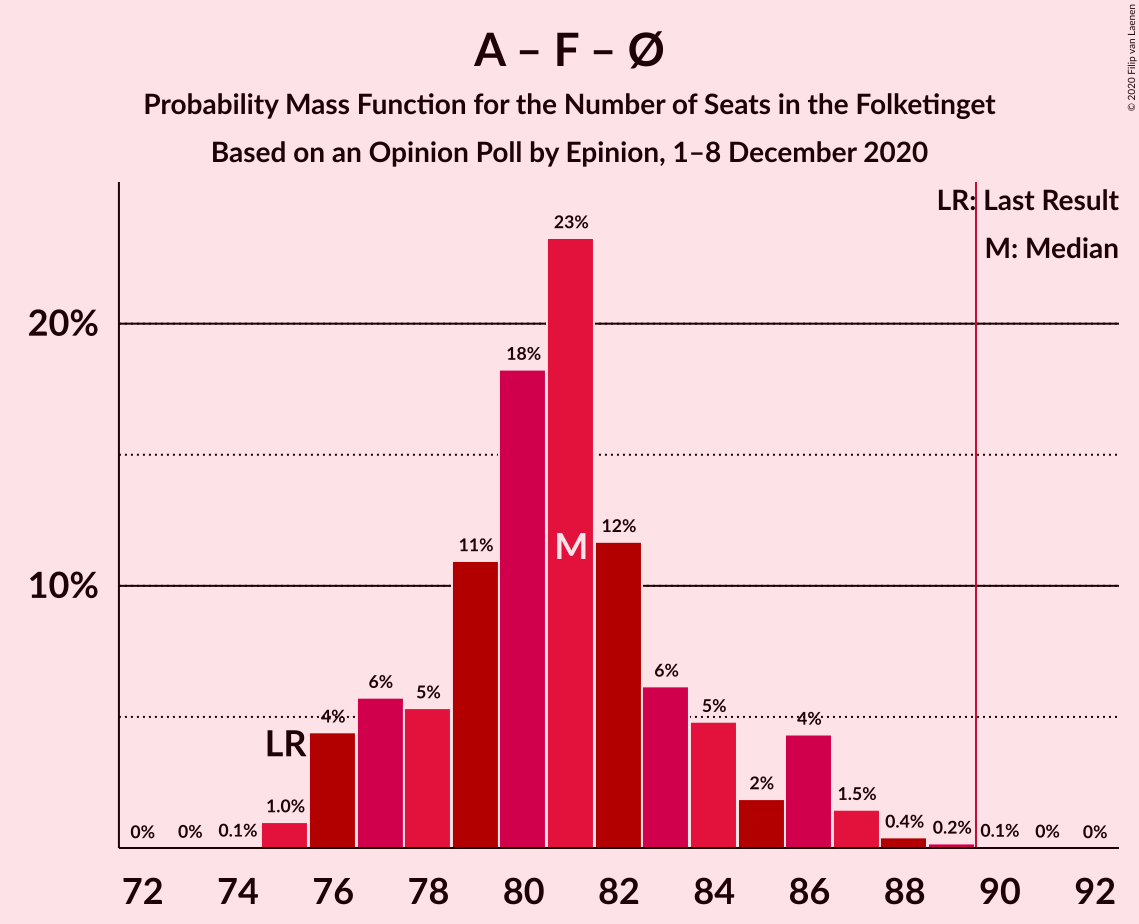 A – F – Ø
Probability Mass Function for the Number of Seats in the Folketinget
Based on an Opinion Poll by Epinion, 1–8 December 2020
© 2020 Filip van Laenen
LR: Last Result
M: Median
20%
10%
0%
0%
0.1%
1.0%
LR
4%
6%
5%
11%
18%
23%
M
12%
6%
5%
2%
4%
1.5%
0.4%
0.2%
0.1%
0%
0%
72 74 76 78 80 82 84 86 88 90 92